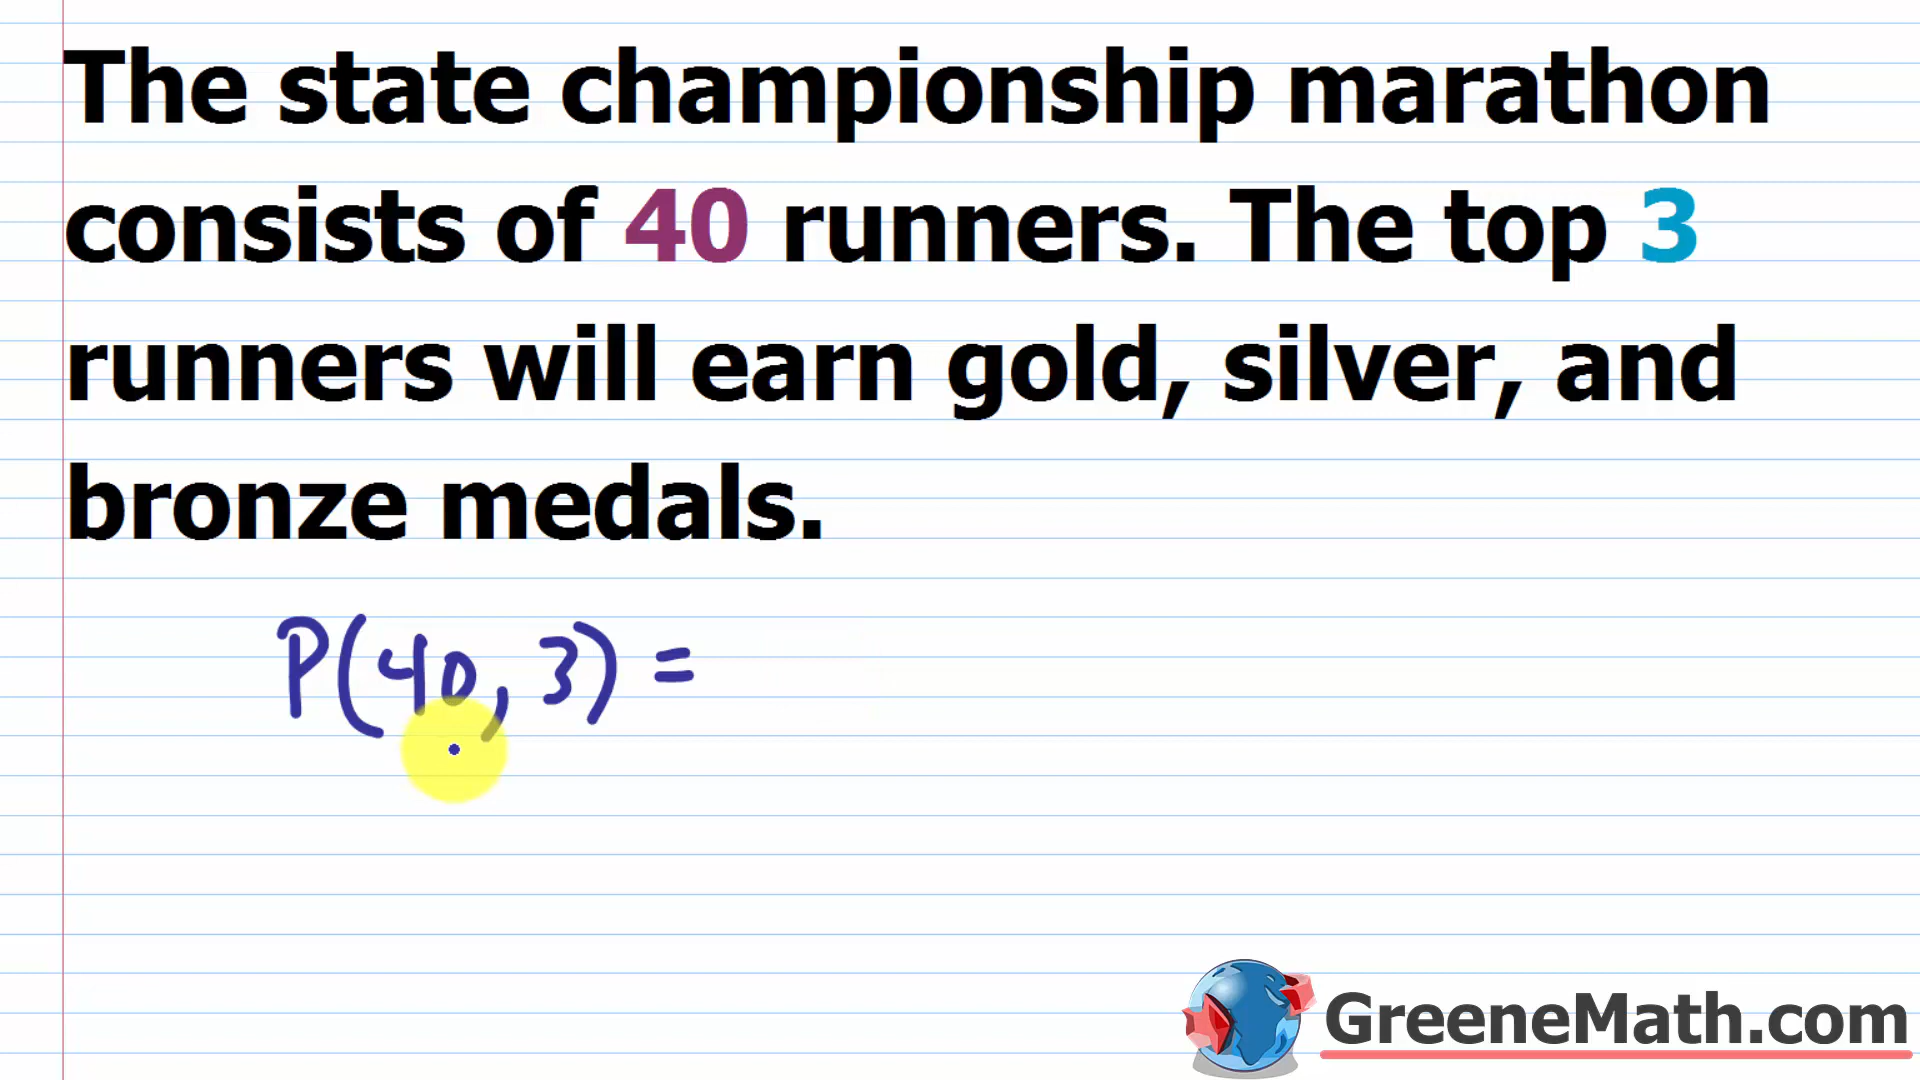 The state championship marathon
consists of 40 runners. The top 3
runners will earn gold, silver, and
bronze medals.
P(40, 3) =
GreeneMath.com